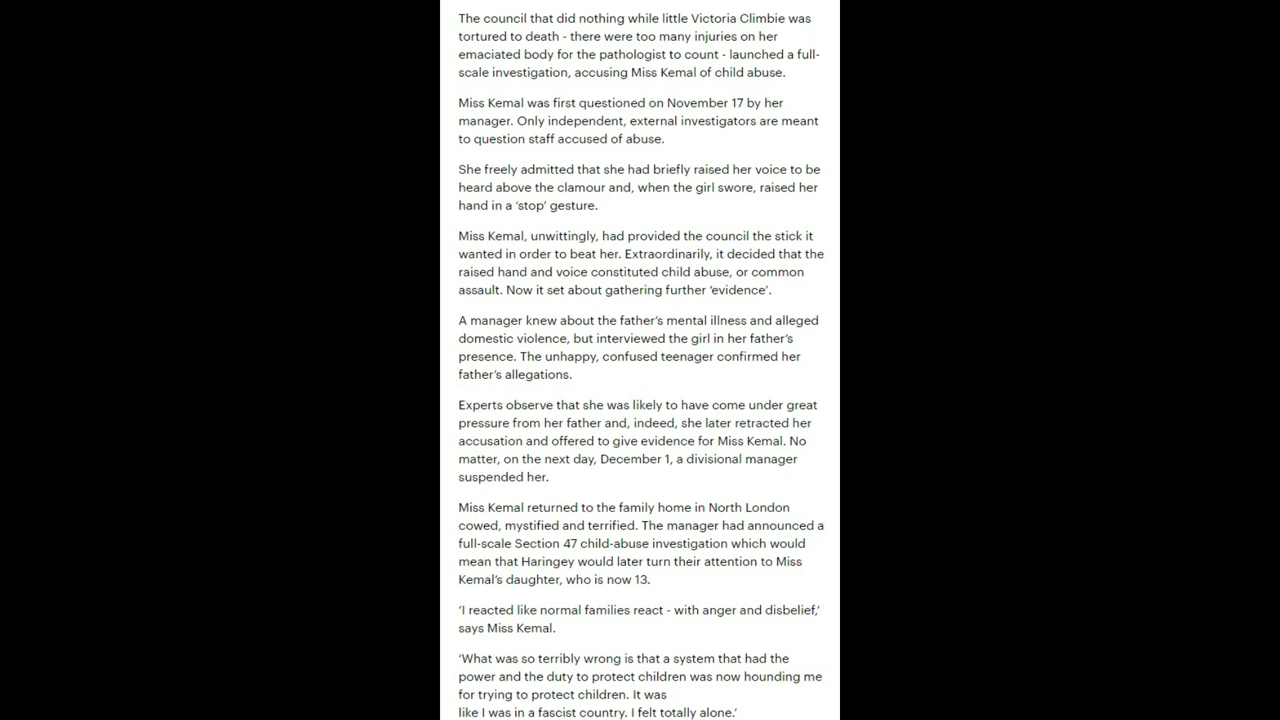 The council that did nothing while little Victoria Climbie was
tortured to death - there were too many injuries on her
emaciated body for the pathologist to count - launched a full-
scale investigation, accusing Miss Kemal of child abuse.
Miss Kemal was first questioned on November 17 by her
manager. Only independent, external investigators are meant
to question staff accused of abuse.
She freely admitted that she had briefly raised her voice to be
heard above the clamour and, when the girl swore, raised her
hand in a ‘stop’ gesture.
Miss Kemal, unwittingly, had provided the council the stick it
wanted in order to beat her. Extraordinarily, it decided that the
raised hand and voice constituted child abuse, or common
assault. Now it set about gathering further ‘evidence’.
A manager knew about the father’s mental illness and alleged
domestic violence, but interviewed the girl in her father’s
presence. The unhappy, confused teenager confirmed her
father’s allegations.
Experts observe that she was likely to have come under great
pressure from her father and, indeed, she later retracted her
accusation and offered to give evidence for Miss Kemal. No
matter, on the next day, December 1, a divisional manager
suspended her.
Miss Kemal returned to the family home in North London
cowed, mystified and terrified. The manager had announced a
full-scale Section 47 child-abuse investigation which would
mean that Haringey would later turn their attention to Miss
Kemal’s daughter, who is now 13.
‘I reacted like normal families react - with anger and disbelief,’
says Miss Kemal.
‘What was so terribly wrong is that a system that had the
power and the duty to protect children was now hounding me
for trying to protect children. It was
like I was in a fascist country. I felt totally alone.’